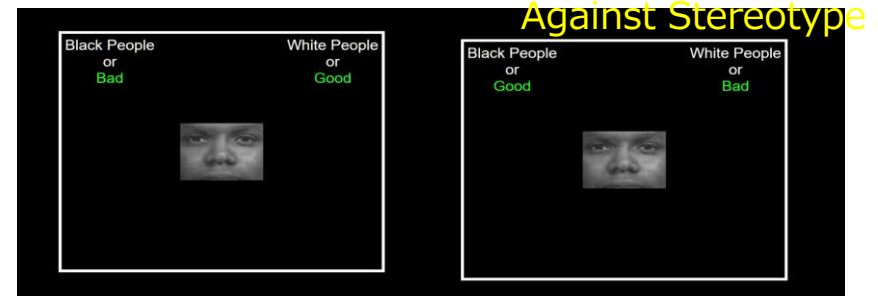 Against Stereotype
Black People
or
Bad
White People
or
Good
Black People
or
Good
White People
or
Bad